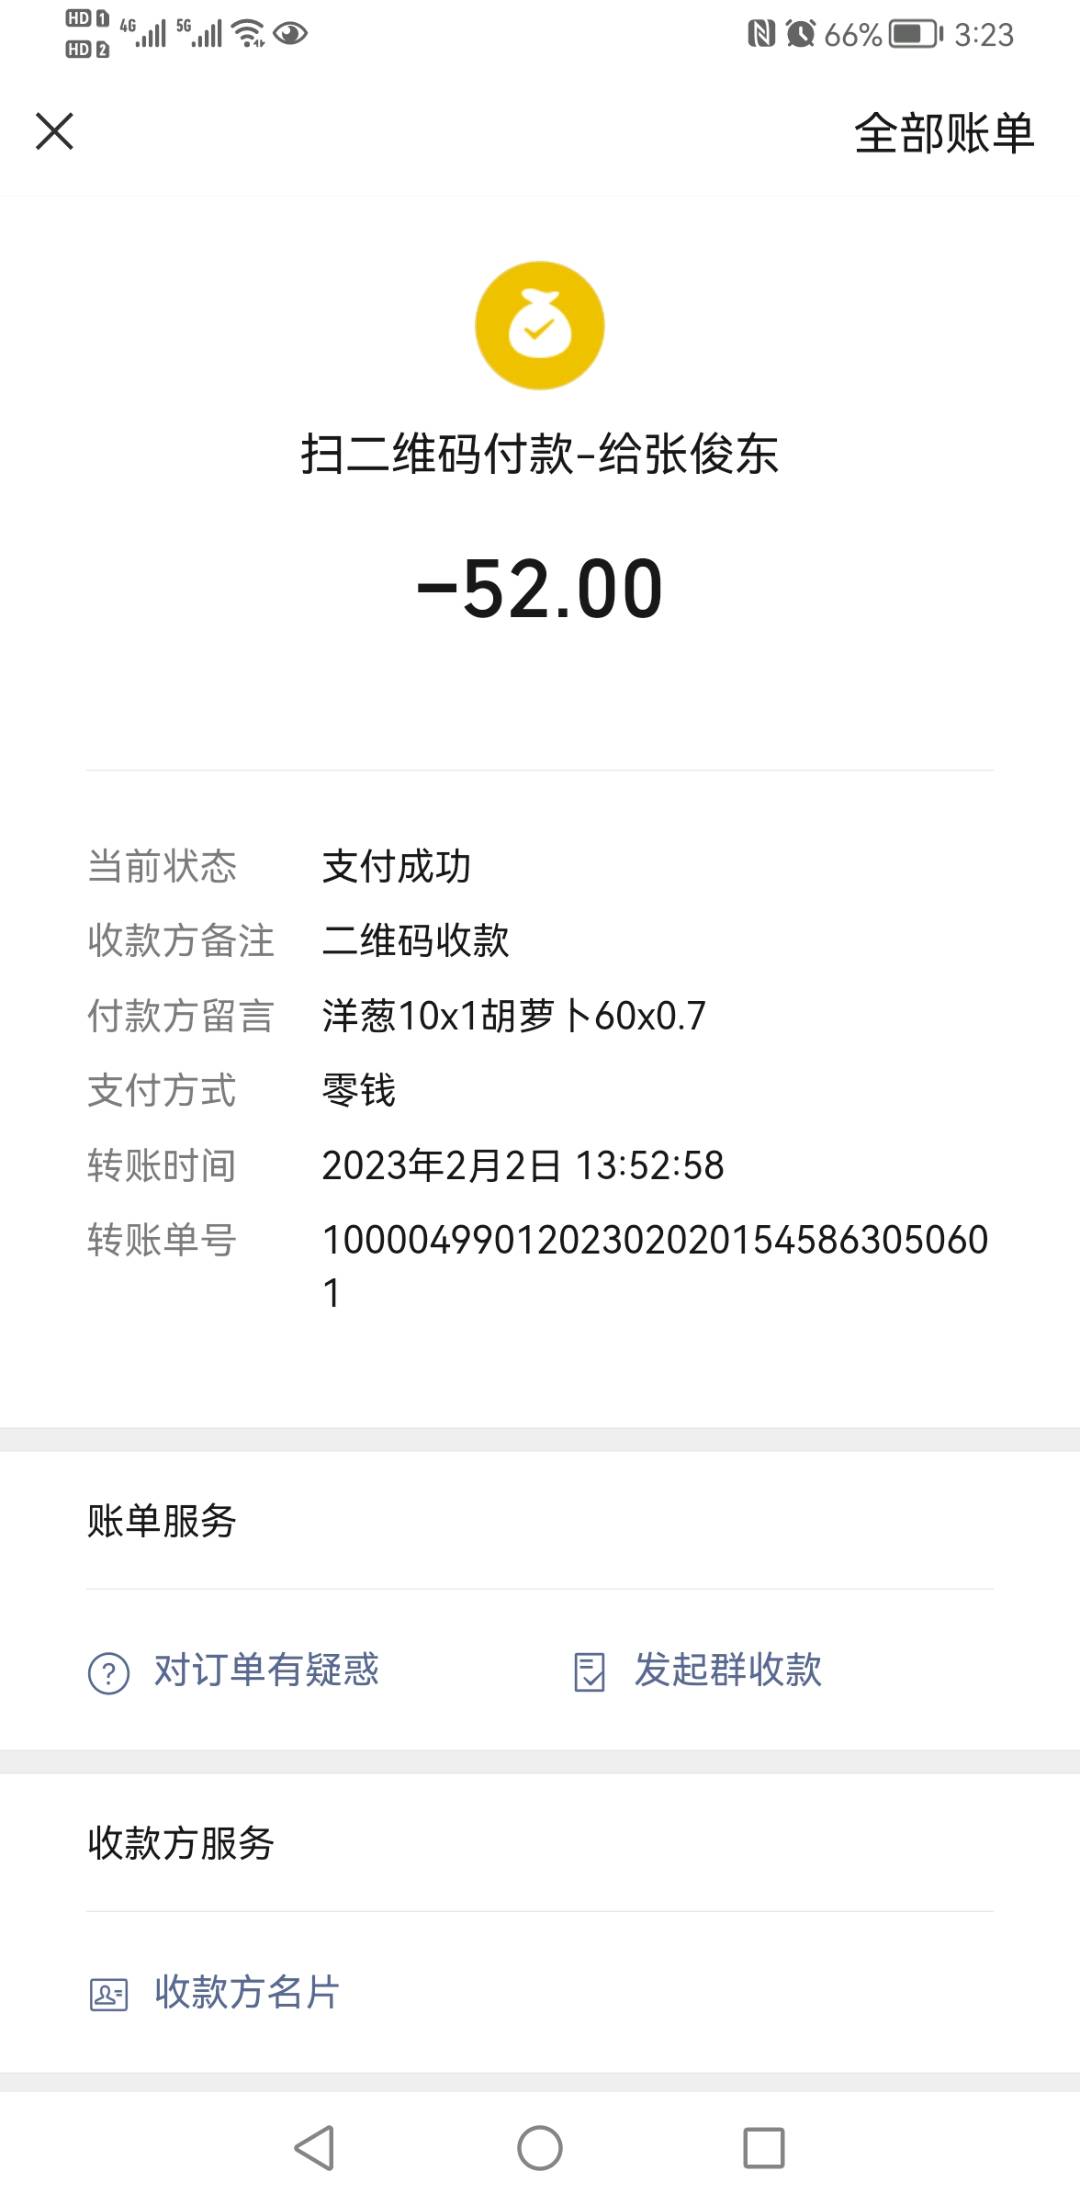 HD 1 4G 5G 66% 3:23
HD 2
全部账单
扫二维码付款-给张俊东
-52.00
当前状态 支付成功
收款方备注 二维码收款
付款方留言 洋葱10x1胡萝卜60x0.7
支付方式 零钱
转账时间 2023年2月2日 13:52:58
转账单号 100004990120230202015458630506​0
1
账单服务
对订单有疑惑 发起群收款
收款方服务
收款方名片